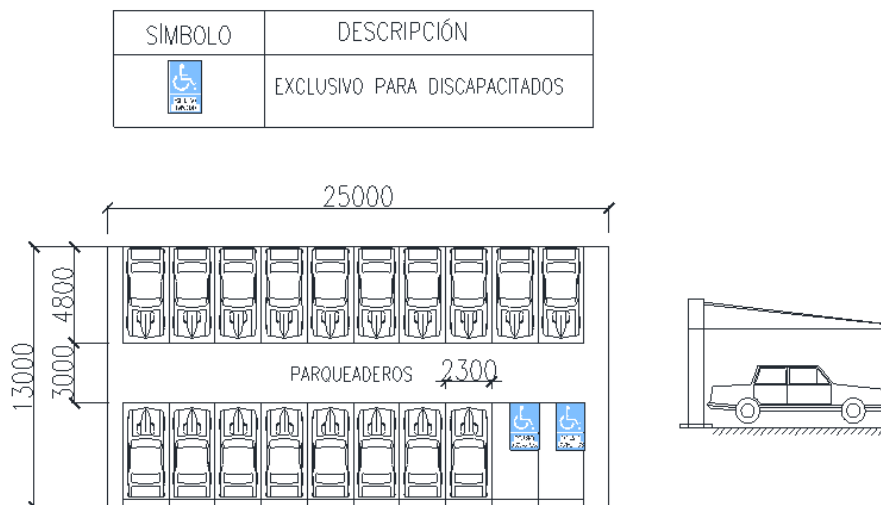 SÍMBOLO DESCRIPCIÓN
EXCLUSIVO PARA DISCAPACITADOS
25000
4800
3000
13000
PARQUEADEROS 2300